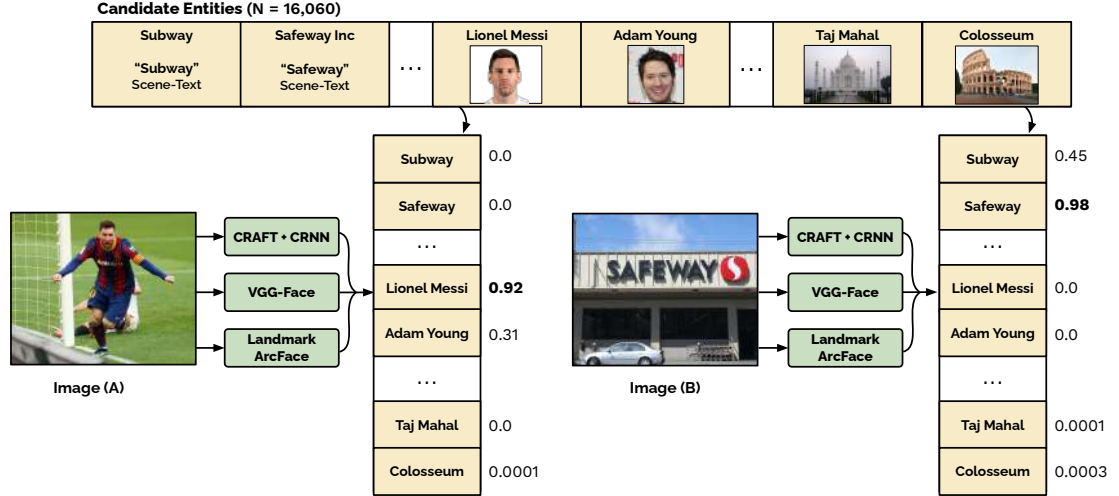 Candidate Entities (N = 16,060)
Subway
"Subway"
Scene-Text
Safeway Inc
"Safeway"
Scene-Text
...
Lionel Messi
Adam Young
...
Taj Mahal
Colosseum
Subway 0.0
Safeway 0.0
...
Lionel Messi 0.92
Adam Young 0.31
...
Taj Mahal 0.0
Colosseum 0.0001
CRAFT + CRNN
VGG-Face
Landmark
ArcFace
Image (A)
SAFEWAY
CRAFT + CRNN
VGG-Face
Landmark
ArcFace
Image (B)
Subway 0.45
Safeway 0.98
...
Lionel Messi 0.0
Adam Young 0.0
...
Taj Mahal 0.0001
Colosseum 0.0003